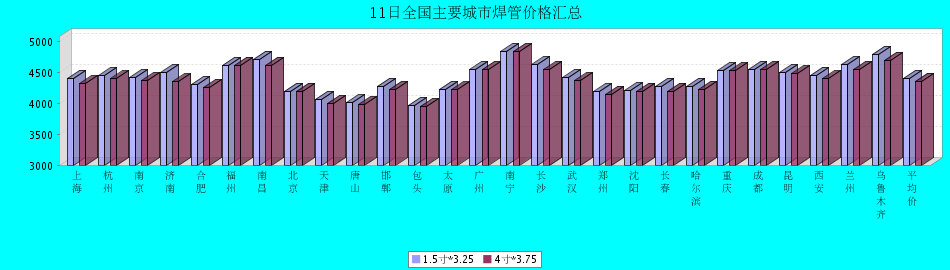 11日全国主要城市焊管价格汇总
5000
4500
4000
3500
3000
上海 杭州 南京 济南 合肥 福州 南昌 北京 天津 唐山 邯郸 包头 太原 广州 南宁 长沙 武汉 郑州 沈阳 长春 哈尔滨 重庆 成都 昆明 西安 兰州 乌鲁木齐 平均价
1.5寸*3.25 4寸*3.75